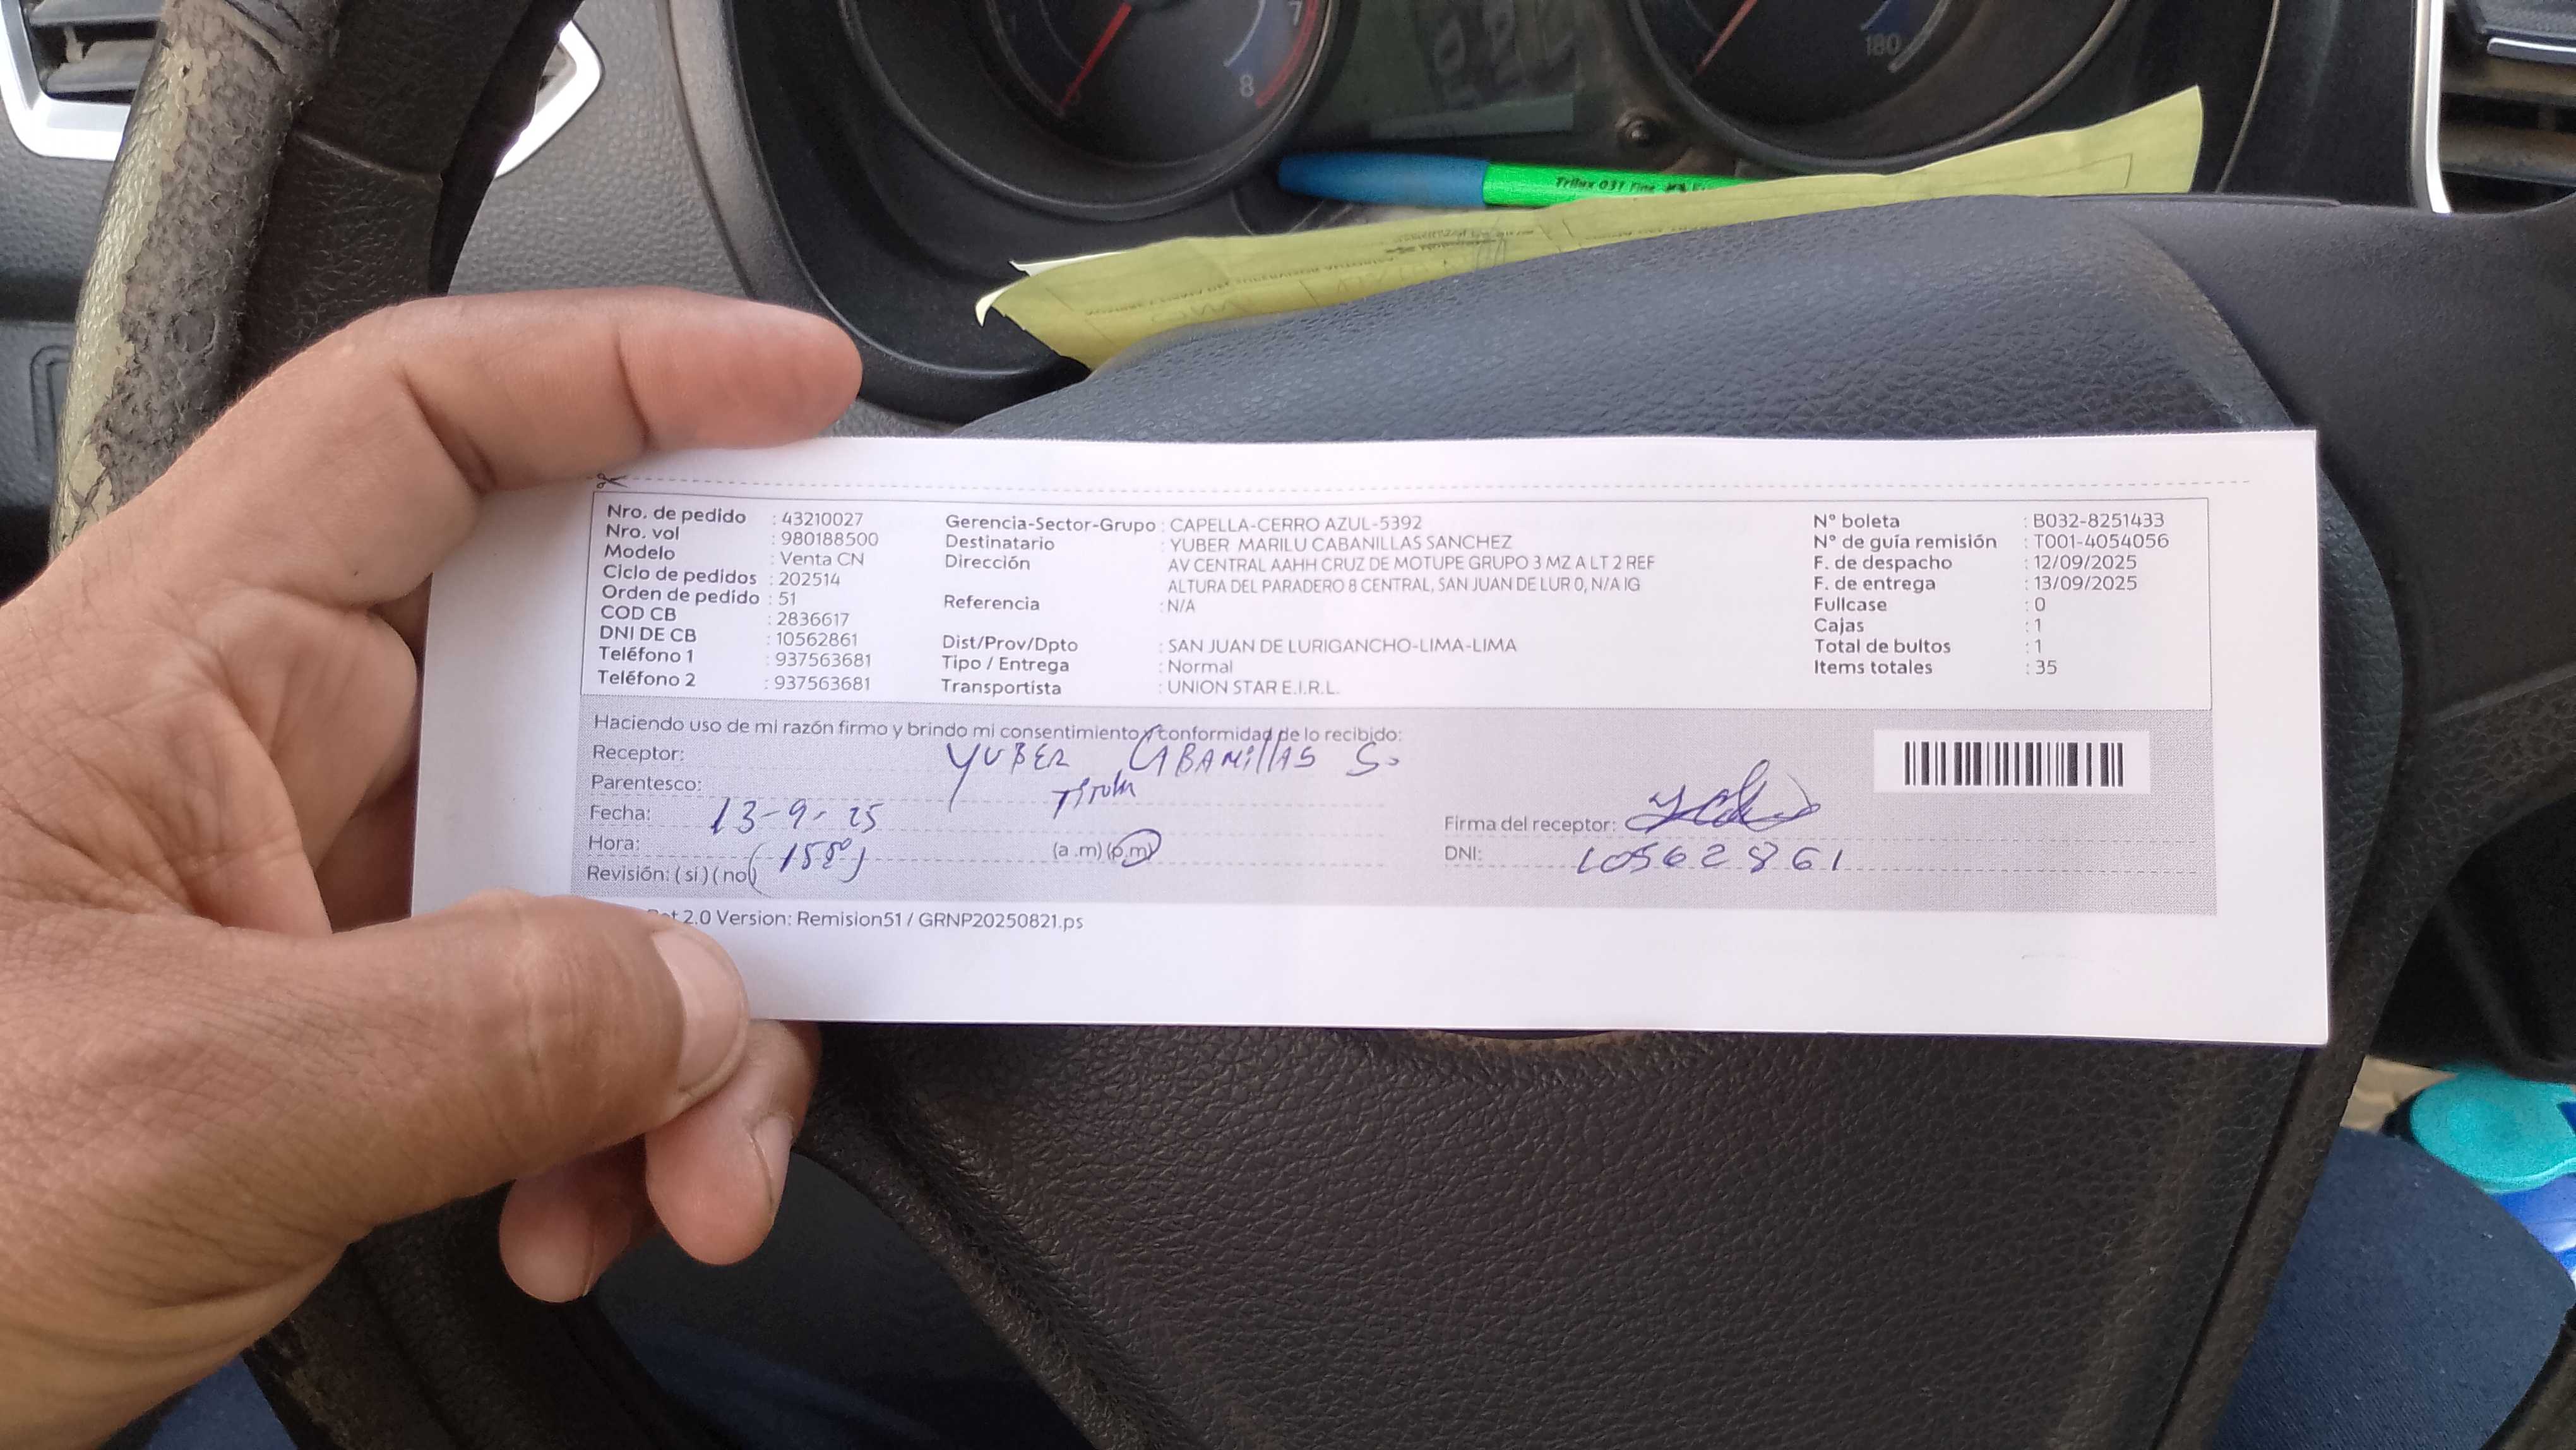 7
8
180
Trilux 031 Fine
Nro. de pedido : 43210027
Nro. vol : 980188500
Modelo : Venta CN
Ciclo de pedidos : 202514
Orden de pedido : 51
COD CB : 2836617
DNI DE CB : 10562861
Teléfono 1 : 937563681
Teléfono 2 : 937563681
Gerencia-Sector-Grupo : CAPELLA-CERRO AZUL-5392
Destinatario : YUBER MARILU CABANILLAS SANCHEZ
Dirección : AV CENTRAL AAHH CRUZ DE MOTUPE GRUPO 3 MZ A LT 2 REF
ALTURA DEL PARADERO 8 CENTRAL, SAN JUAN DE LUR 0, N/A IG
Referencia : N/A
Dist/Prov/Dpto : SAN JUAN DE LURIGANCHO-LIMA-LIMA
Tipo / Entrega : Normal
Transportista : UNION STAR E.I.R.L.
N° boleta : B032-8251433
N° de guía remisión : T001-4054056
F. de despacho : 12/09/2025
F. de entrega : 13/09/2025
Fullcase : 0
Cajas : 1
Total de bultos : 1
Items totales : 35
Haciendo uso de mi razón firmo y brindo mi consentimiento y conformidad de lo recibido:
Receptor: YUBER CABANillAS S.
Parentesco:
Fecha: 13-9-25
Hora: (a.m) (p.m)
Revisión: ( si ) ( no )
Firma del receptor:
DNI: 10562861
2.0 Version: Remision51 / GRNP20250821.ps